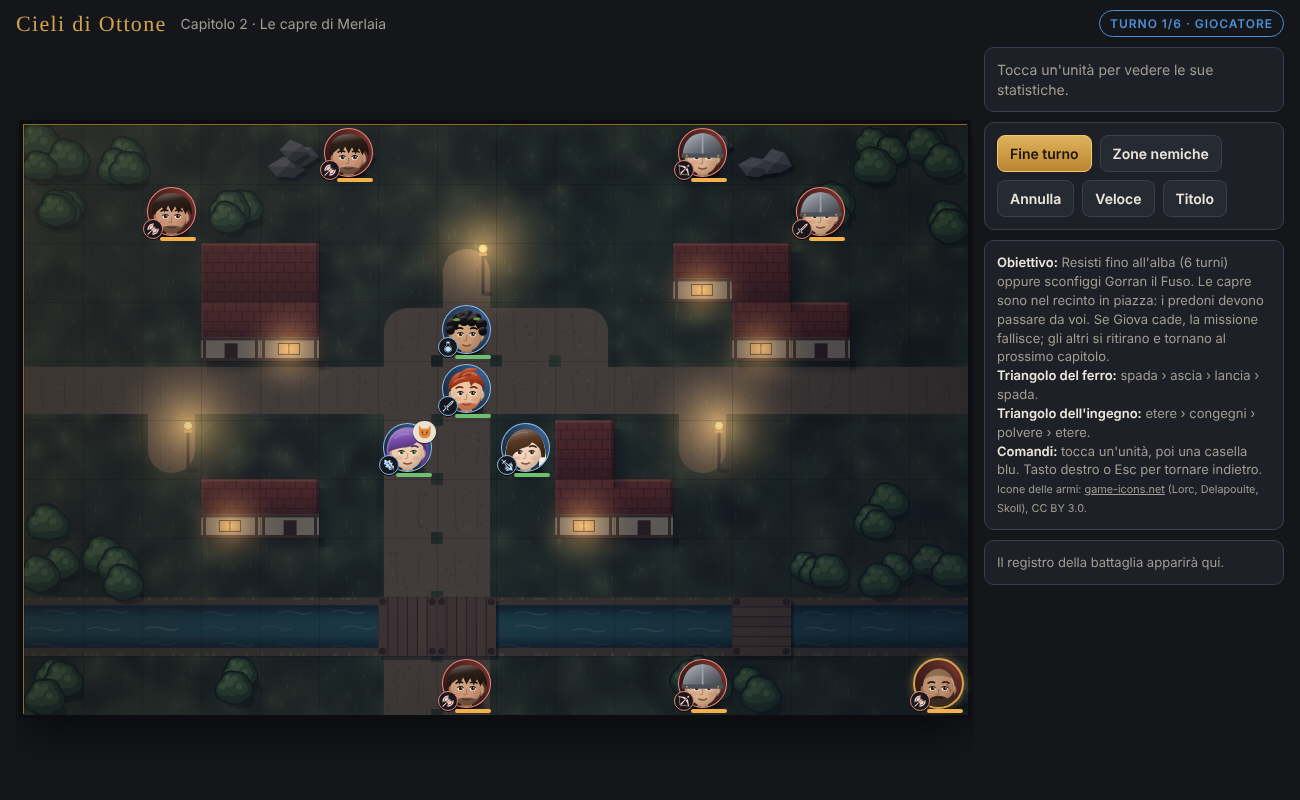 Cieli di Ottone
Capitolo 2 · Le capre di Merlaia
TURNO 1/6 · GIOCATORE
Tocca un'unità per vedere le sue
statistiche.
Fine turno
Zone nemiche
Annulla
Veloce
Titolo
Obiettivo: Resisti fino all'alba (6 turni)
oppure sconfiggi Gorran il Fuso. Le capre
sono nel recinto in piazza: i predoni devono
passare da voi. Se Giova cade, la missione
fallisce; gli altri si ritirano e tornano al
prossimo capitolo.
Triangolo del ferro: spada › ascia › lancia ›
spada.
Triangolo dell'ingegno: etere › congegni ›
polvere › etere.
Comandi: tocca un'unità, poi una casella
blu. Tasto destro o Esc per tornare indietro.
Icone delle armi: game-icons.net (Lorc, Delapouite,
Skoll), CC BY 3.0.
Il registro della battaglia apparirà qui.